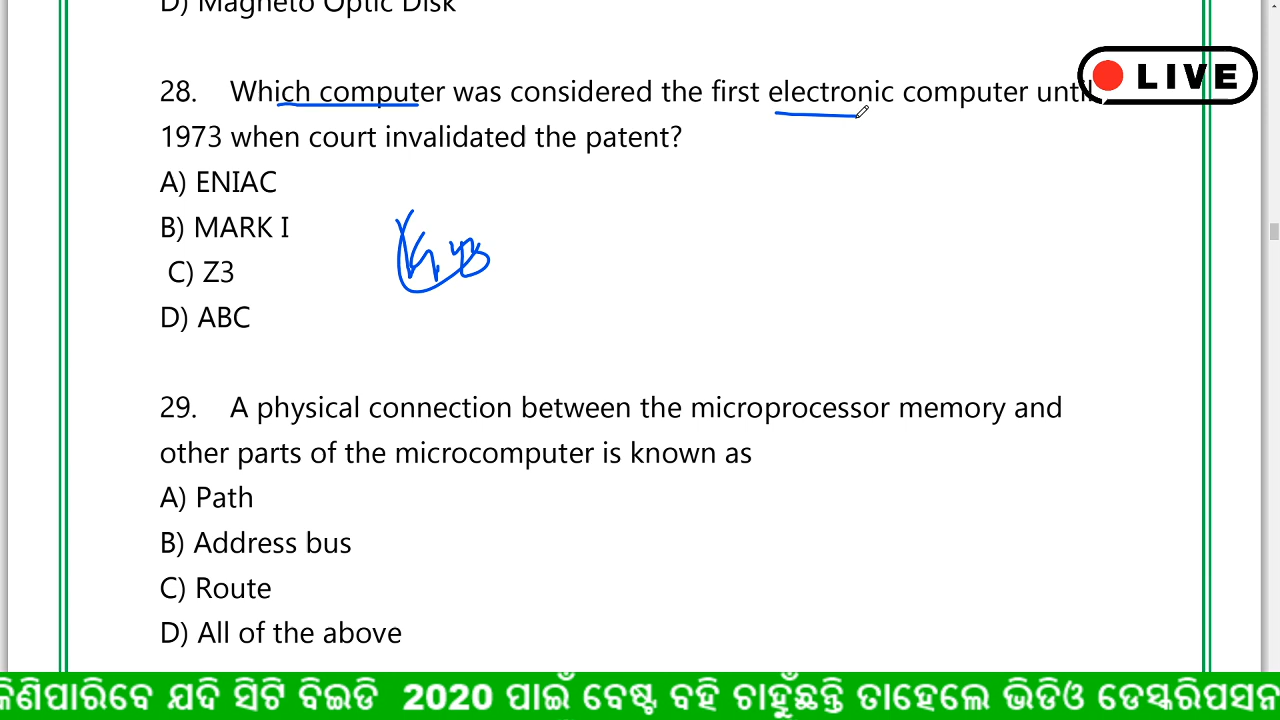 D) Magneto Optic Disk
LIVE
28. Which computer was considered the first electronic computer until
1973 when court invalidated the patent?
A) ENIAC
B) MARK I
C) Z3
D) ABC
29. A physical connection between the microprocessor memory and
other parts of the microcomputer is known as
A) Path
B) Address bus
C) Route
D) All of the above
କିଣିପାରିବେ ଯଦି ସିଟି ବିଇଡି 2020 ପାଇଁ ବେଷ୍ଟ ବହି ଚାହୁଁଛନ୍ତି ତାହେଲେ ଭିଡିଓ ଡେସ୍କରିପସନ